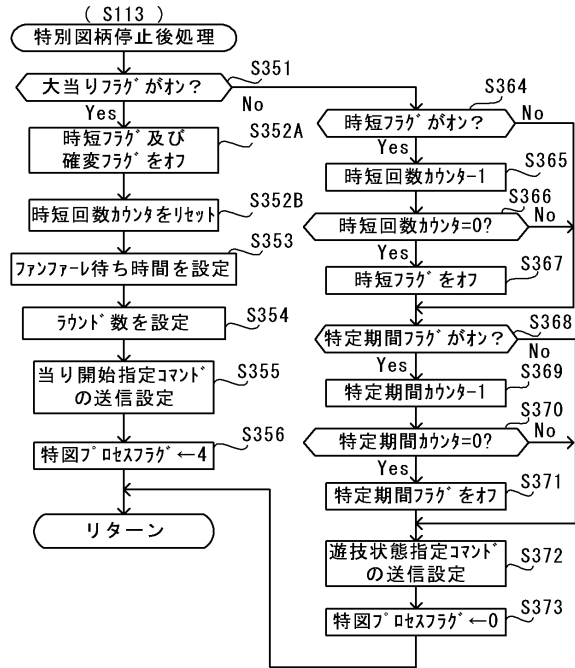 ( S113 )
特別図柄停止後処理
S351
大当りフラグがオン?
Yes
No
時短フラグ及び
確変フラグをオフ
S352A
時短回数カウンタをリセット
S352B
S353
ファンファーレ待ち時間を設定
ラウンド数を設定
S354
当り開始指定コマンド
の送信設定
S355
特図プロセスフラグ←4
S356
リターン
S364
時短フラグがオン?
No
Yes
S365
時短回数カウンタ-1
S366
時短回数カウンタ=0?
No
Yes
時短フラグをオフ
S367
特定期間フラグがオン?
S368
No
Yes
S369
特定期間カウンタ-1
S370
特定期間カウンタ=0?
No
Yes
S371
特定期間フラグをオフ
遊技状態指定コマンド
の送信設定
S372
特図プロセスフラグ←0
S373